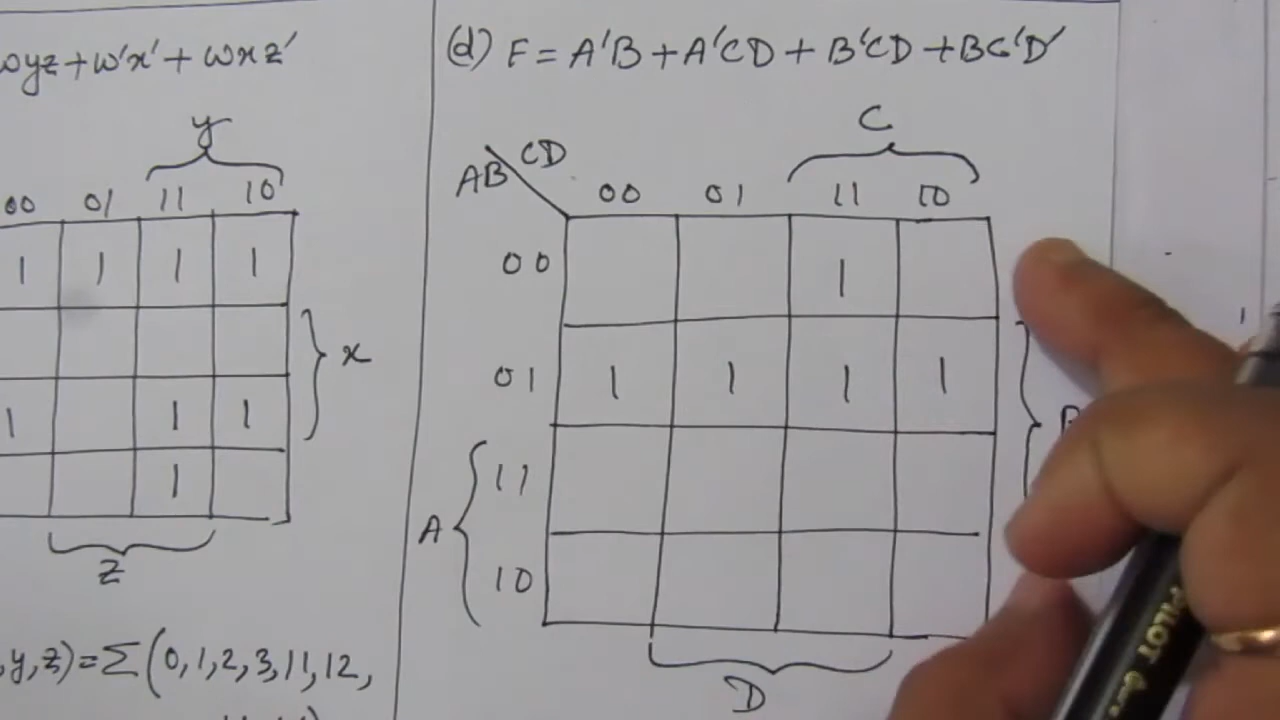 wyz + w'x' + wxz'
y
00 01 11 10
1 1 1 1
x
1 1 1
1
z
,y,z) = Σ (0,1,2,3,11,12,
(d) F = A'B + A'CD + B'CD + BC'D'
C
AB CD
00 01 11 10
00 1
01 1 1 1 1
B
11
A
10
D
PILOT